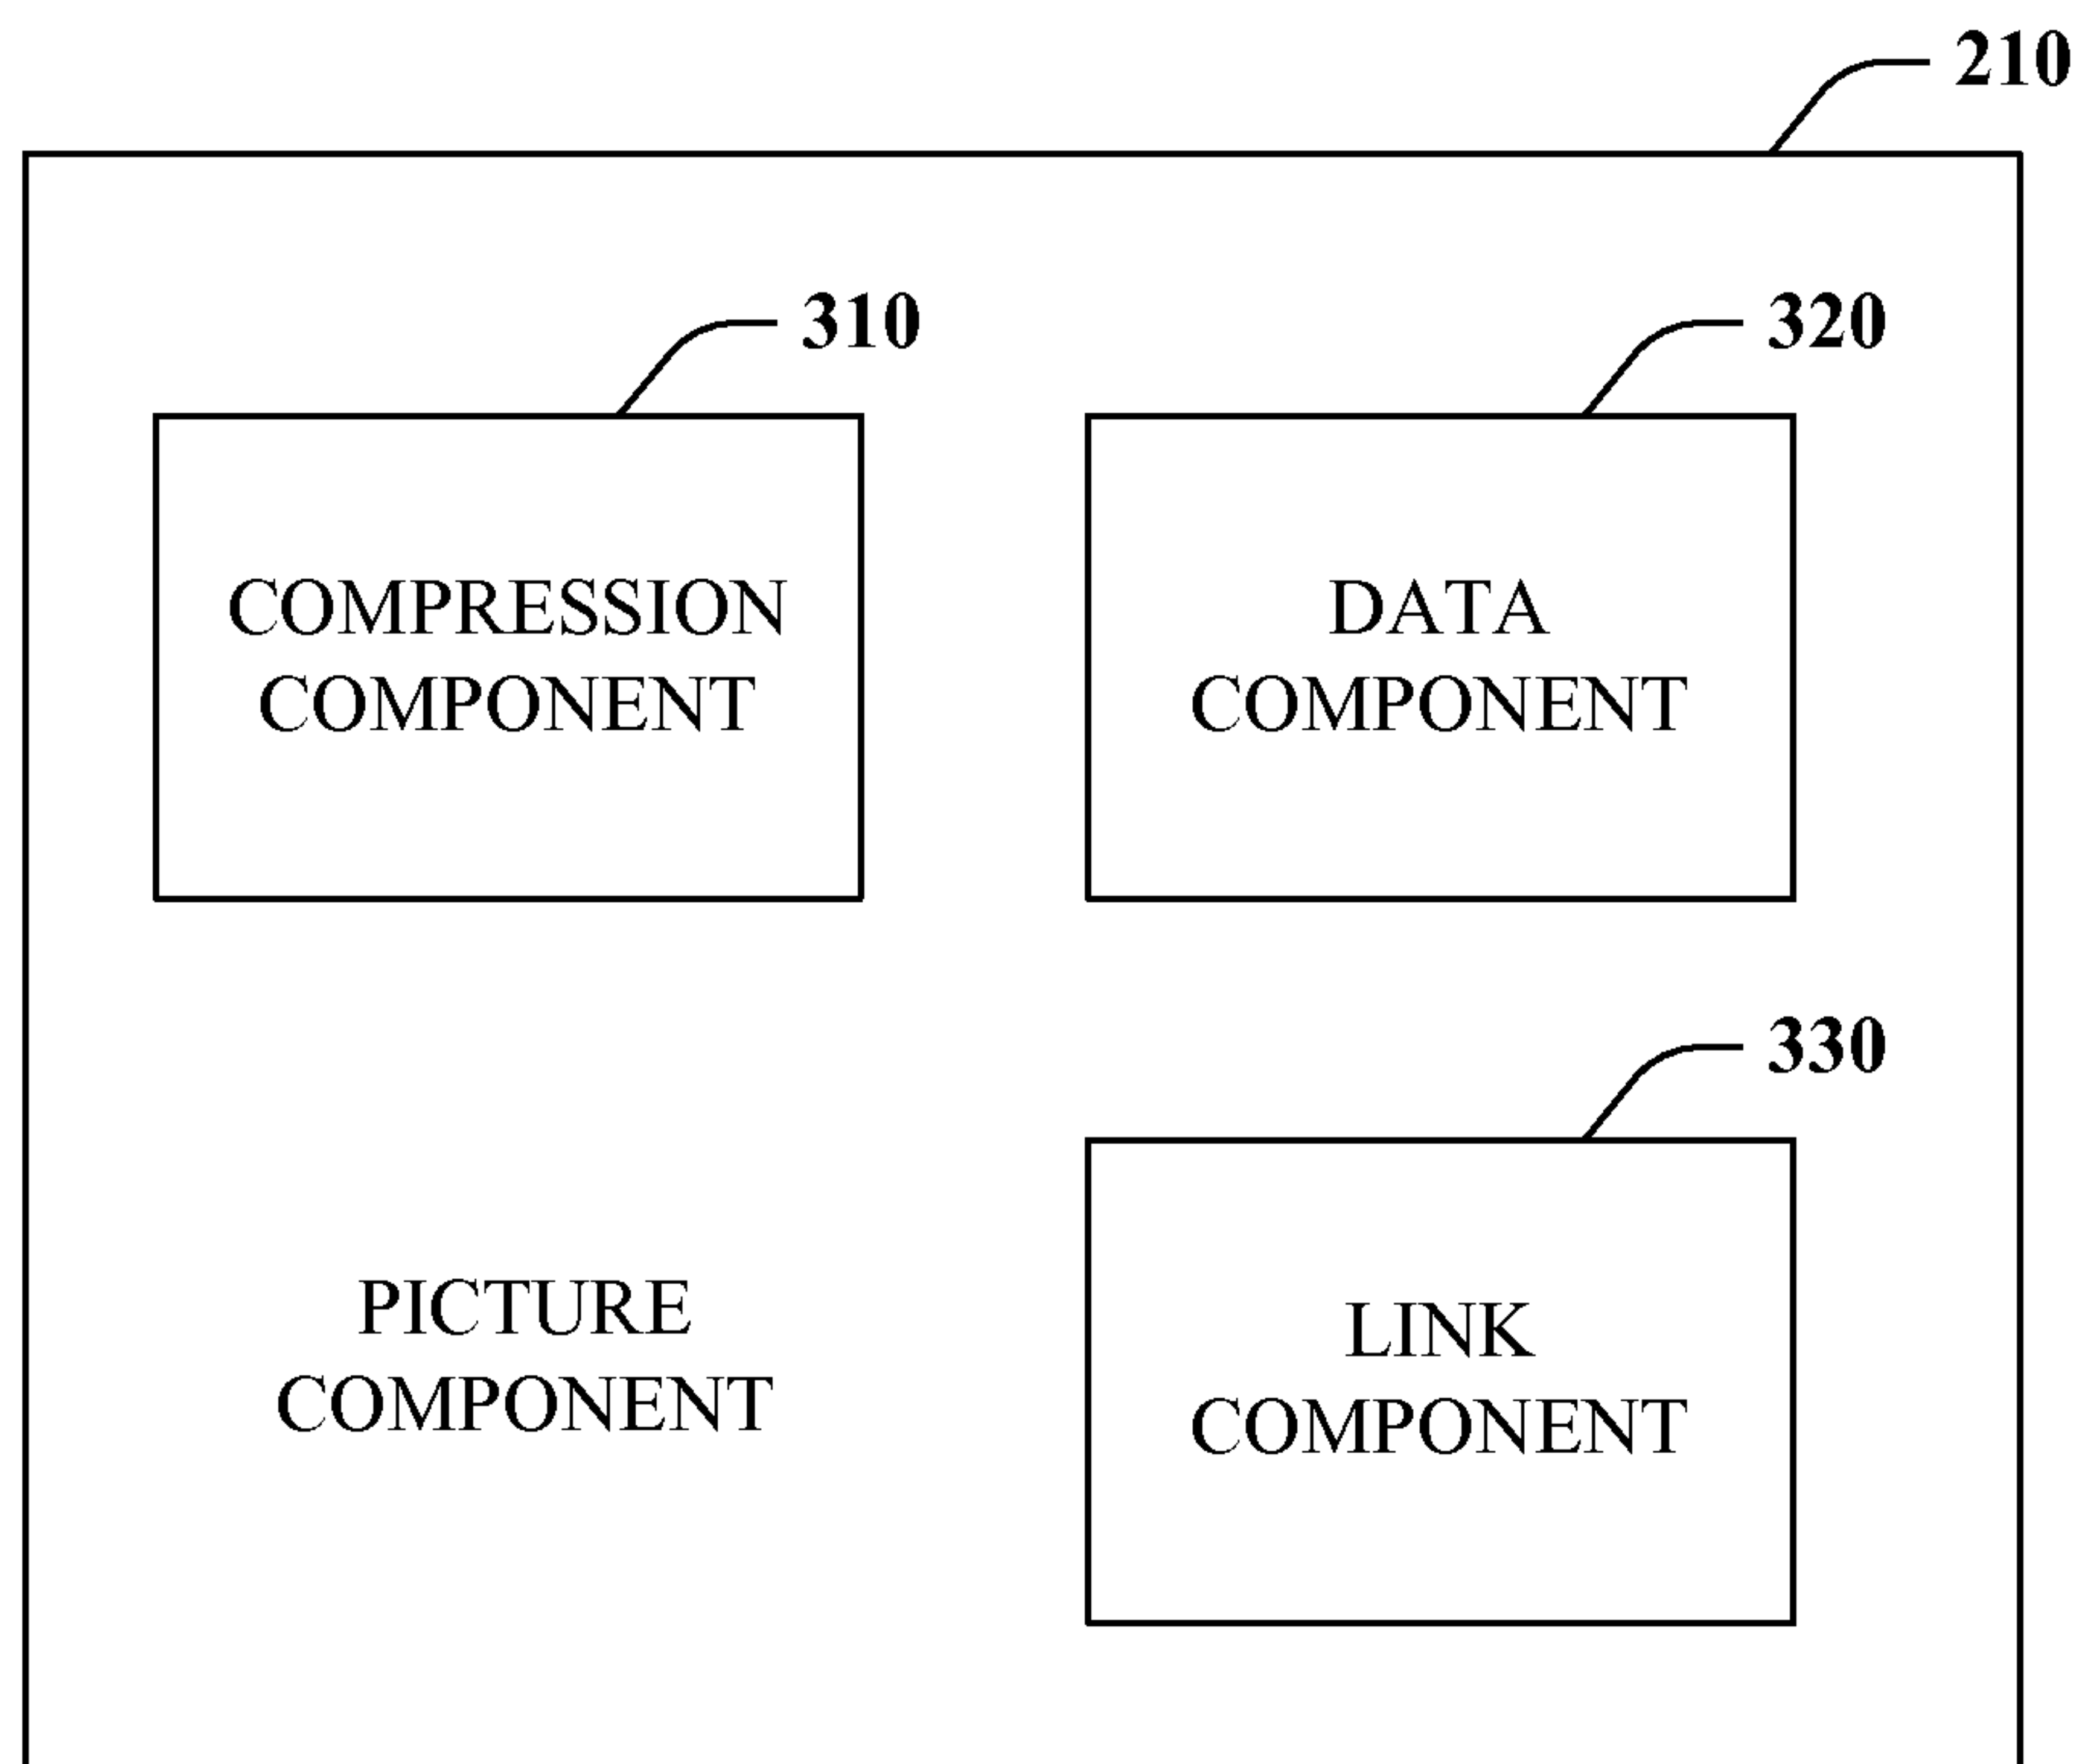 210
310
320
COMPRESSION
COMPONENT
DATA
COMPONENT
330
PICTURE
COMPONENT
LINK
COMPONENT